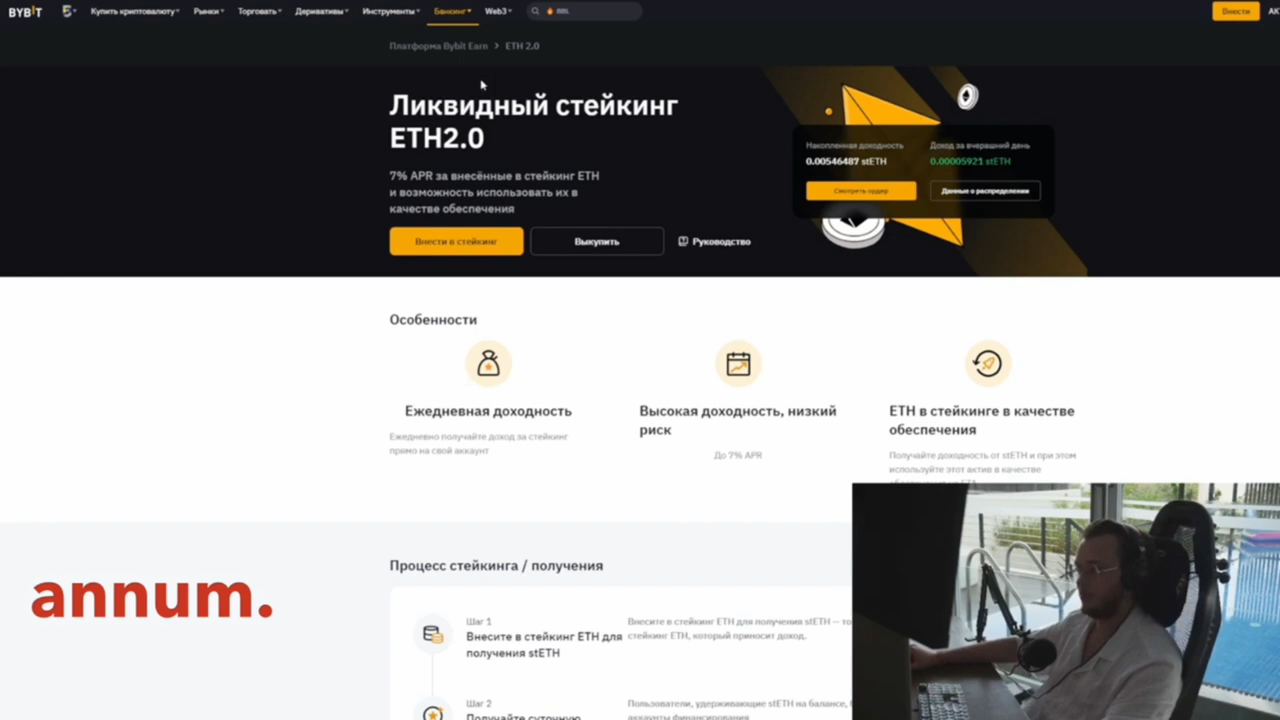 BYBIT
Купить криптовалюту Рынки Торговать Деривативы Инструменты Банкинг Web3
BBL
Внести
Платформа Bybit Earn > ETH 2.0
Ликвидный стейкинг
ETH2.0
7% APR за внесённые в стейкинг ETH
и возможность использовать их в
качестве обеспечения
Внести в стейкинг
Выкупить
Руководство
Накопленная доходность
0.00546487 stETH
Доход за вчерашний день
0.00005921 stETH
Смотреть ордер
Данные о распределении
Особенности
Ежедневная доходность
Ежедневно получайте доход за стейкинг
прямо на свой аккаунт
Высокая доходность, низкий
риск
До 7% APR
ETH в стейкинге в качестве
обеспечения
Получайте доходность от stETH и при этом
используйте этот актив в качестве
annum.
Процесс стейкинга / получения
Шаг 1
Внесите в стейкинг ETH для
получения stETH
Внесите в стейкинг ETH для получения stETH —
стейкинг ETH, который приносит доход.
Шаг 2
Получайте суточную
Пользователи, удерживающие stETH на балансе,
аккаунты финансирования